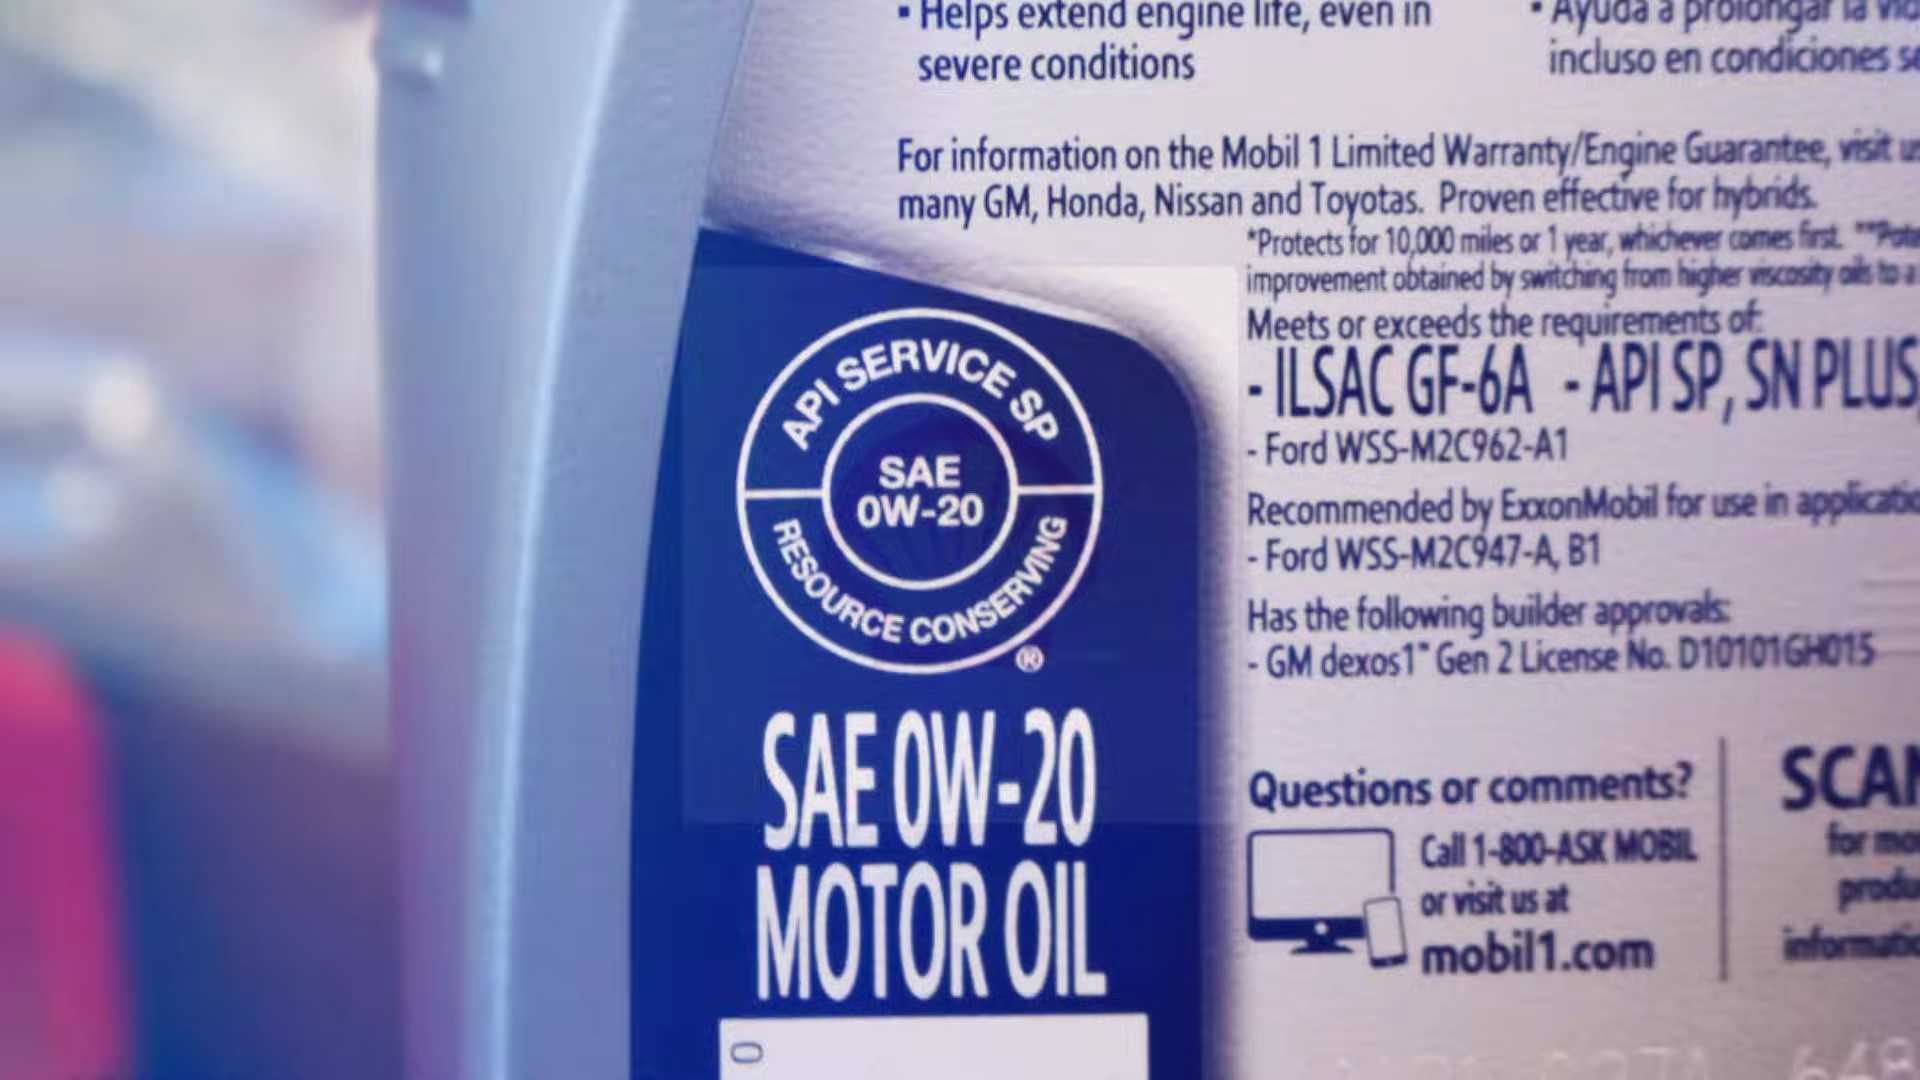 ▪ Helps extend engine life, even in
severe conditions
▪ Ayuda a prolongar la
incluso en condiciones
For information on the Mobil 1 Limited Warranty/Engine Guarantee, visit
many GM, Honda, Nissan and Toyotas. Proven effective for hybrids.
*Protects for 10,000 miles or 1 year, whichever comes first.
improvement obtained by switching from higher viscosity oils to a
Meets or exceeds the requirements of:
- ILSAC GF-6A - API SP, SN PLUS,
- Ford WSS-M2C962-A1
Recommended by ExxonMobil for use in
- Ford WSS-M2C947-A, B1
Has the following builder approvals:
- GM dexos1™ Gen 2 License No. D10101GH015
API SERVICE SP
SAE
0W-20
RESOURCE CONSERVING
®
SAE 0W-20
MOTOR OIL
0
Questions or comments?
Call 1-800-ASK MOBIL
or visit us at
mobil1.com
for